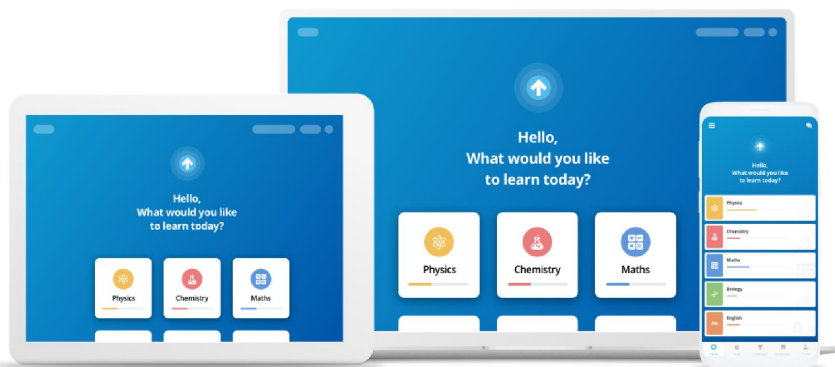 Hello,
What would you like
to learn today?
Physics
Chemistry
Maths
Hello,
What would you like
to learn today?
Physics
Chemistry
Maths
Hello,
What would you like
to learn today?
Physics
Chemistry
Maths
Biology
English